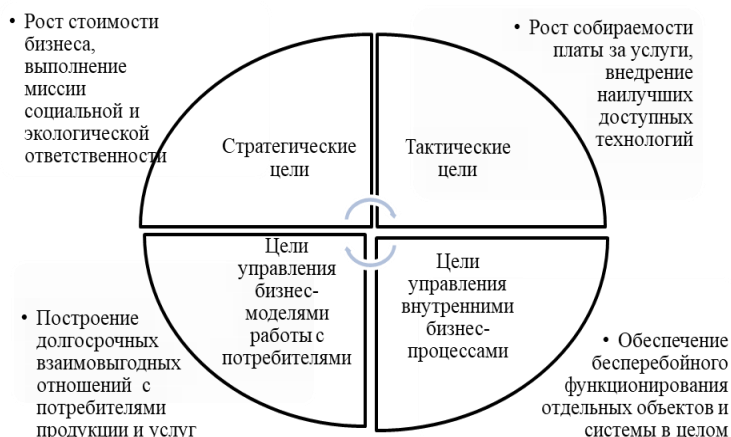 • Рост стоимости
бизнеса,
выполнение
миссии
социальной и
экологической
ответственности
• Рост собираемости
платы за услуги,
внедрение
наилучших
доступных
технологий
Стратегические
цели
Тактические
цели
Цели
управления
бизнес-
моделями
работы с
потребителями
Цели
управления
внутренними
бизнес-
процессами
• Построение
долгосрочных
взаимовыгодных
отношений с
потребителями
продукции и услуг
• Обеспечение
бесперебойного
функционирования
отдельных объектов и
системы в целом